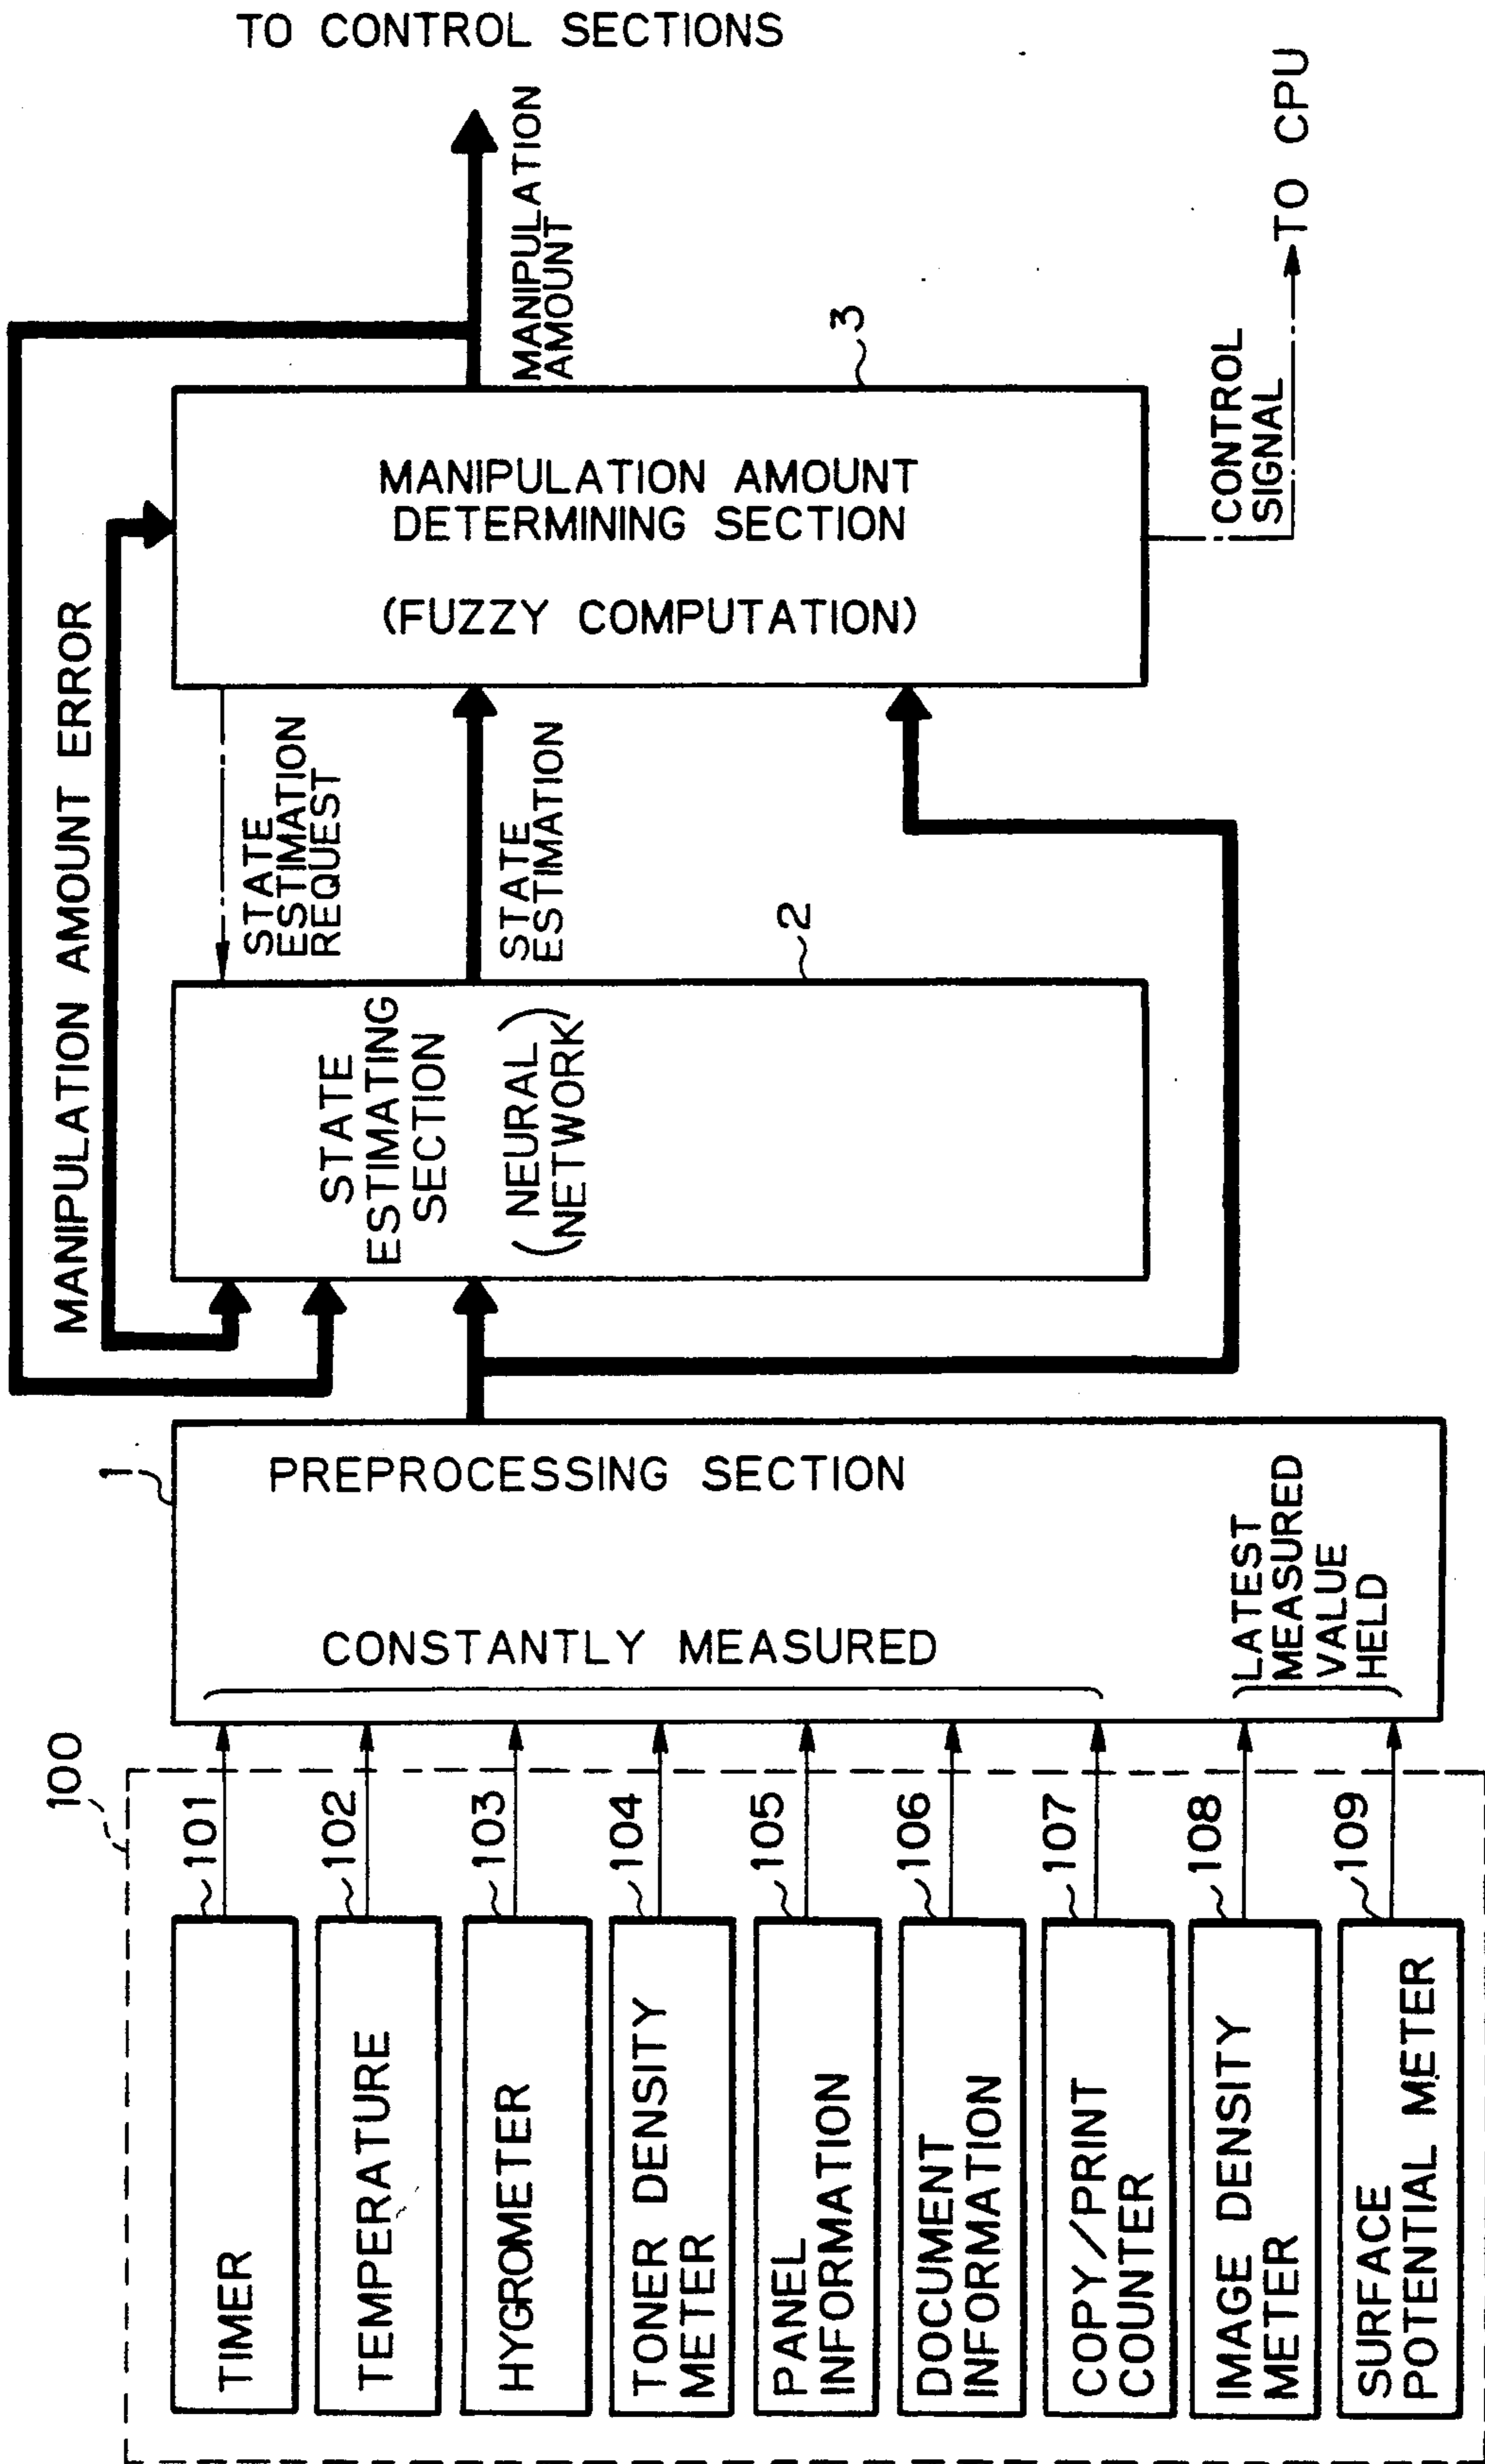 TO CONTROL SECTIONS
MANIPULATION
AMOUNT
MANIPULATION AMOUNT ERROR
3
MANIPULATION AMOUNT
DETERMINING SECTION
(FUZZY COMPUTATION)
CONTROL
SIGNAL
TO CPU
STATE
ESTIMATION
REQUEST
STATE
ESTIMATION
2
STATE
ESTIMATING
SECTION
(NEURAL
NETWORK)
1
PREPROCESSING SECTION
CONSTANTLY MEASURED
LATEST
MEASURED
VALUE
HELD
100
101
102
103
104
105
106
107
108
109
TIMER
TEMPERATURE
HYGROMETER
TONER DENSITY
METER
PANEL
INFORMATION
DOCUMENT
INFORMATION
COPY/PRINT
COUNTER
IMAGE DENSITY
METER
SURFACE
POTENTIAL METER